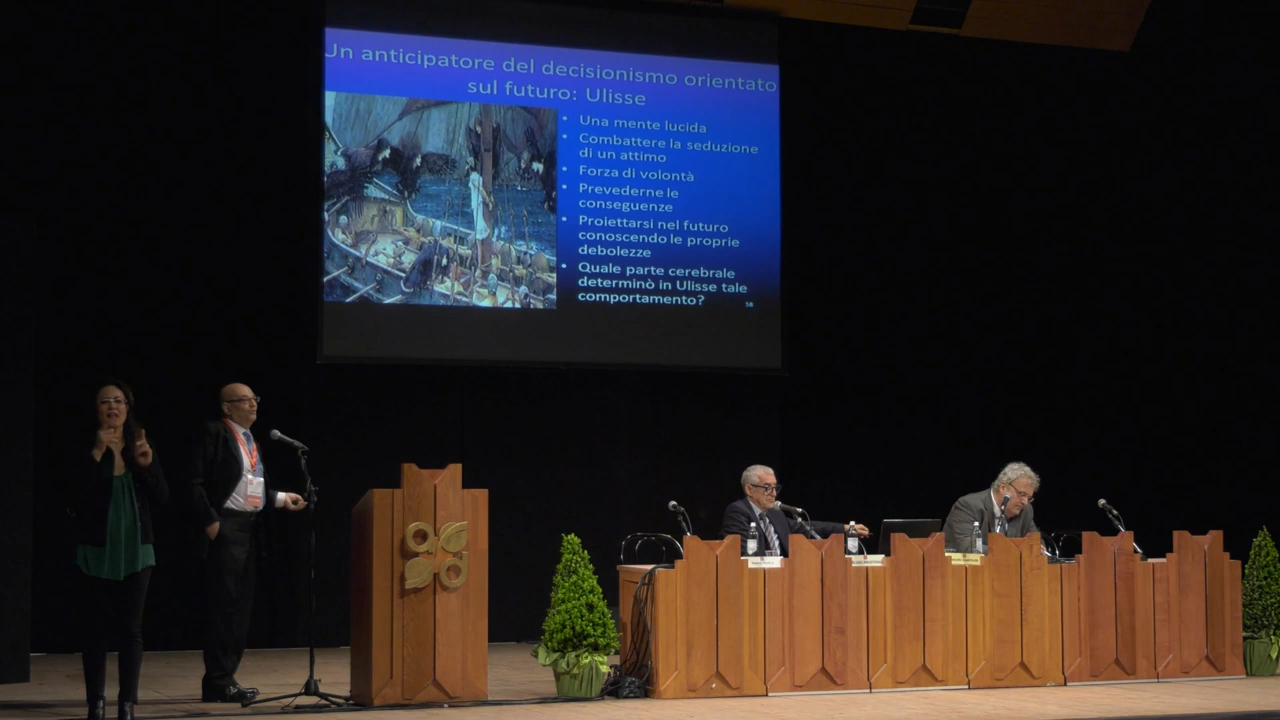 Un anticipatore del decisionismo orientato
sul futuro: Ulisse
• Una mente lucida
• Combattere la seduzione
di un attimo
• Forza di volontà
• Prevederne le
conseguenze
• Proiettarsi nel futuro
conoscendo le proprie
debolezze
• Quale parte cerebrale
determinò in Ulisse tale
comportamento?
58